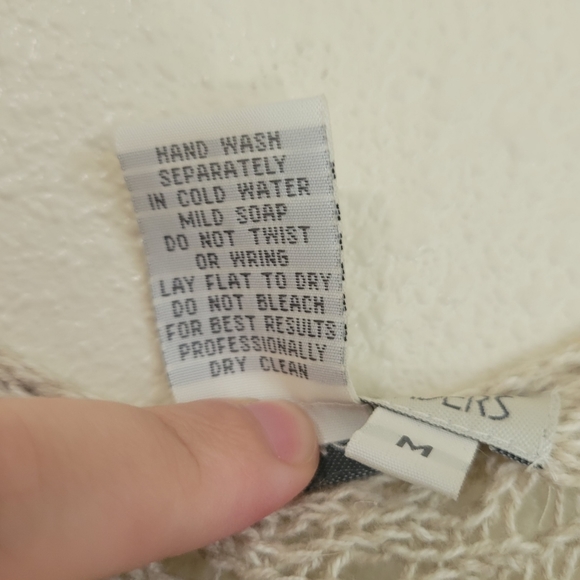 HAND WASH
SEPARATELY
IN COLD WATER
MILD SOAP
DO NOT TWIST
OR WRING
LAY FLAT TO DRY
DO NOT BLEACH
FOR BEST RESULTS
PROFESSIONALLY
DRY CLEAN
M